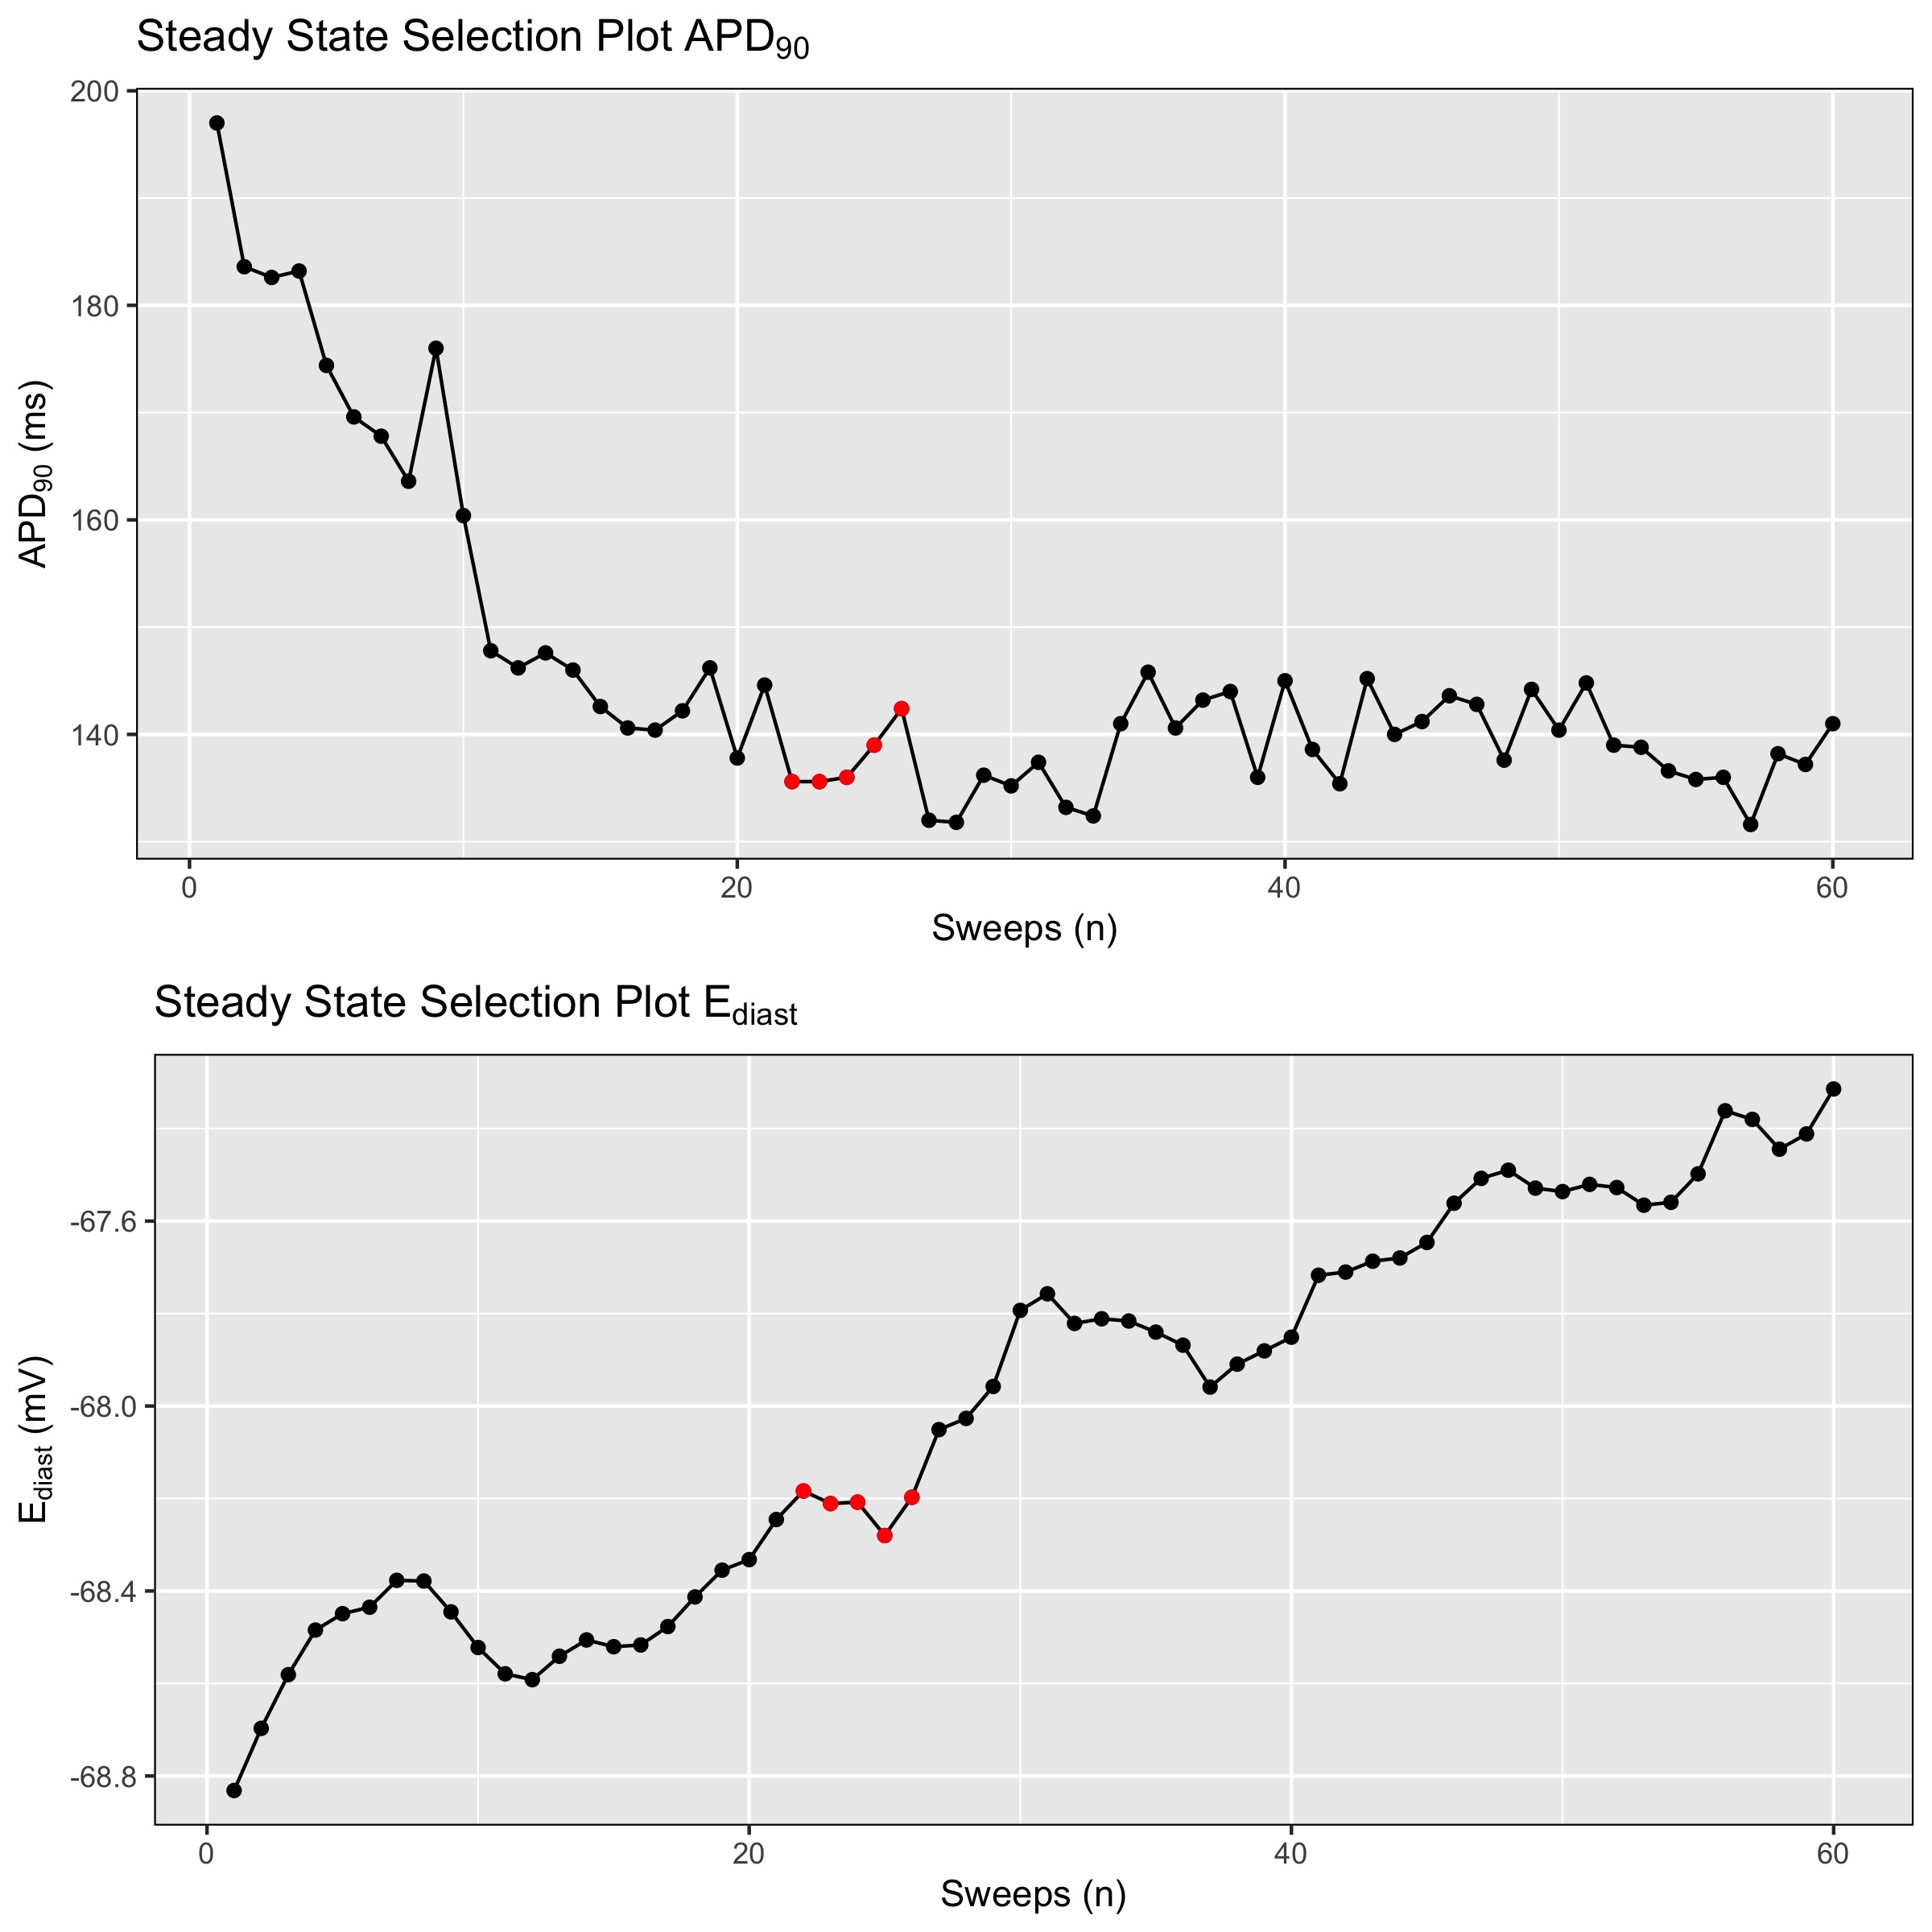 Steady State Selection Plot APD90
200
180
160
140
APD90 (ms)
0 20 40 60
Sweeps (n)
Steady State Selection Plot Ediast
-67.6
-68.0
-68.4
-68.8
Ediast (mV)
0 20 40 60
Sweeps (n)